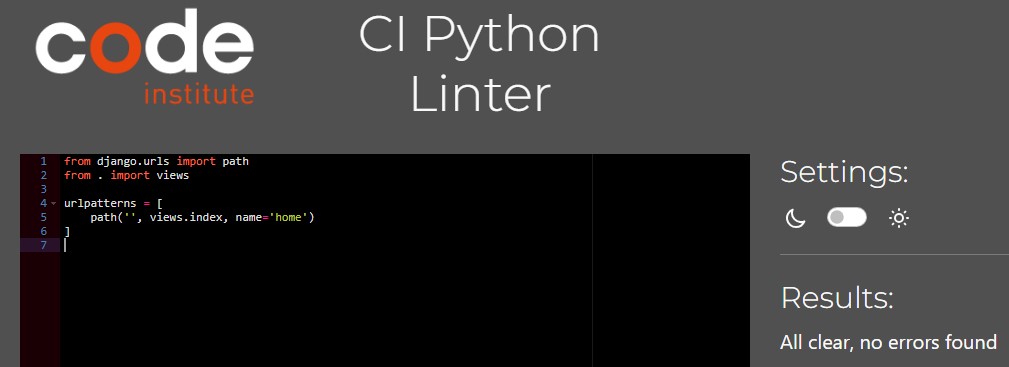 code
institute
CI Python
Linter
1 from django.urls import path
2 from . import views
3
4 urlpatterns = [
5     path('', views.index, name='home')
6 ]
7
Settings:
Results:
All clear, no errors found